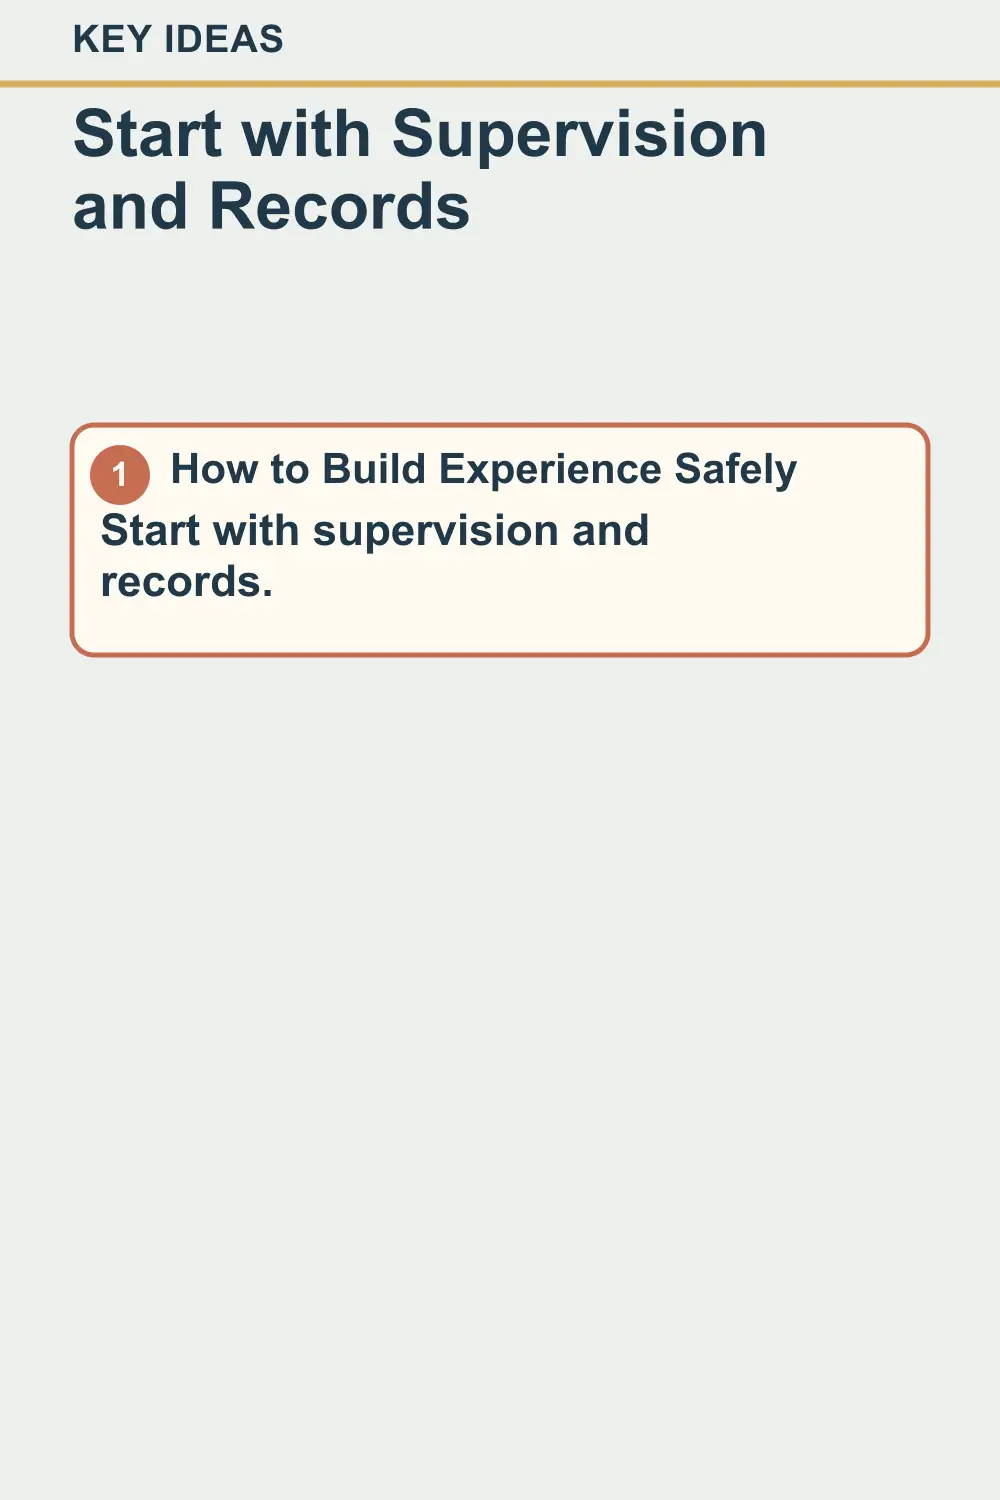 KEY IDEAS
Start with Supervision
and Records
1 How to Build Experience Safely
Start with supervision and
records.